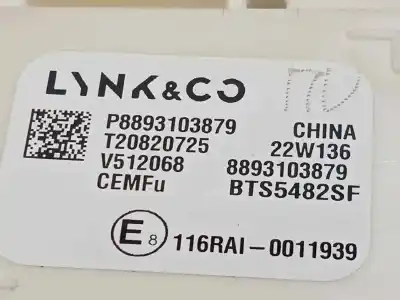 LYNK&CO
P8893103879 CHINA
T20820725 22W136
V512068 8893103879
CEMFu BTS5482SF
E8 116RAI-0011939